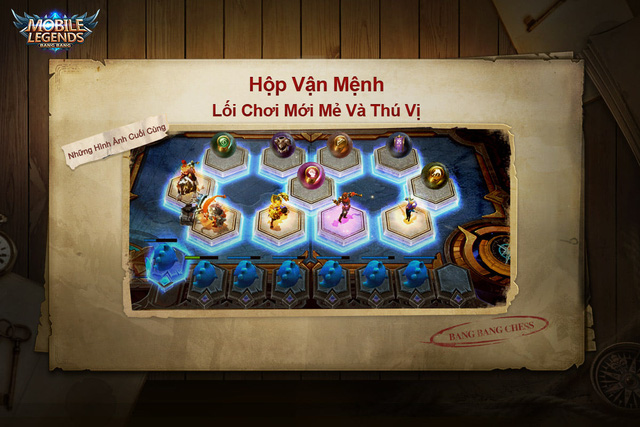 MOBILE
LEGENDS
BANG BANG
Hộp Vận Mệnh
Lối Chơi Mới Mẻ Và Thú Vị
Những Hình Ảnh Cuối Cùng
BANG BANG CHESS